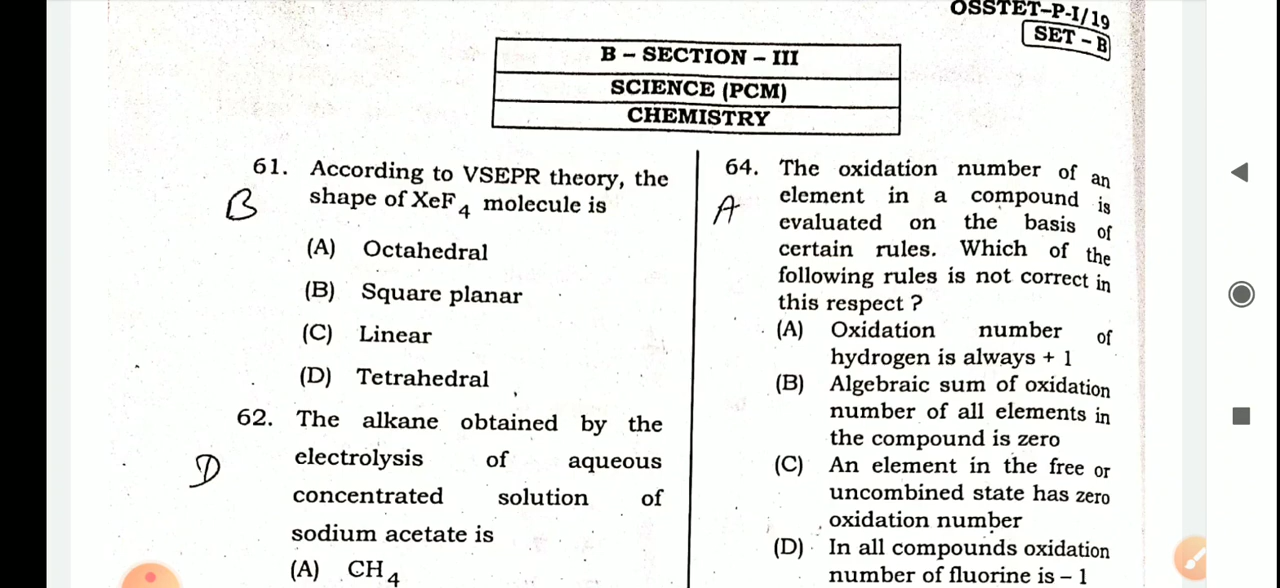 OSSTET–P-I/19
SET – B
B – SECTION – III
SCIENCE (PCM)
CHEMISTRY
61. According to VSEPR theory, the
shape of XeF4 molecule is
B
(A) Octahedral
(B) Square planar
(C) Linear
(D) Tetrahedral
62. The alkane obtained by the
electrolysis of aqueous
D
concentrated solution of
sodium acetate is
(A) CH4
64. The oxidation number of an
element in a compound is
A
evaluated on the basis of
certain rules. Which of the
following rules is not correct in
this respect ?
(A) Oxidation number of
hydrogen is always + 1
(B) Algebraic sum of oxidation
number of all elements in
the compound is zero
(C) An element in the free or
uncombined state has zero
oxidation number
(D) In all compounds oxidation
number of fluorine is – 1